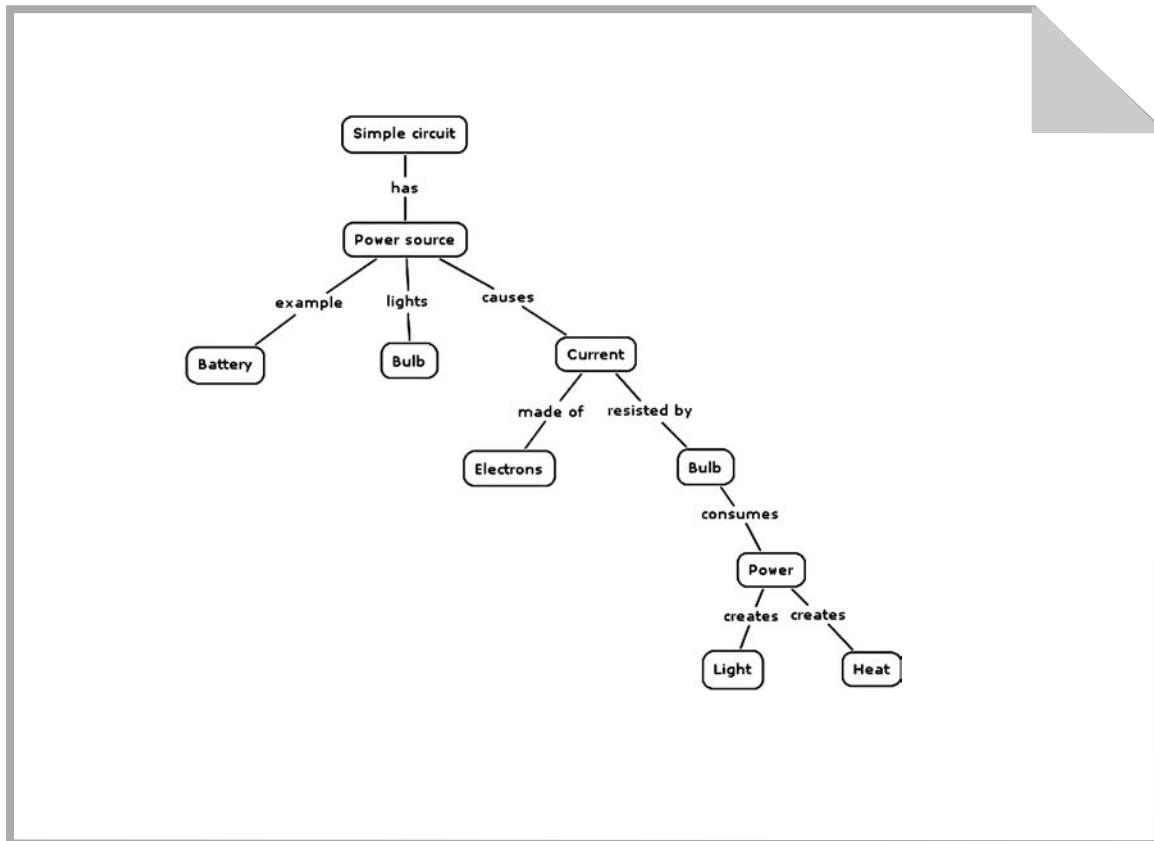 Simple circuit
has
Power source
example lights causes
Battery Bulb Current
made of resisted by
Electrons Bulb
consumes
Power
creates creates
Light Heat